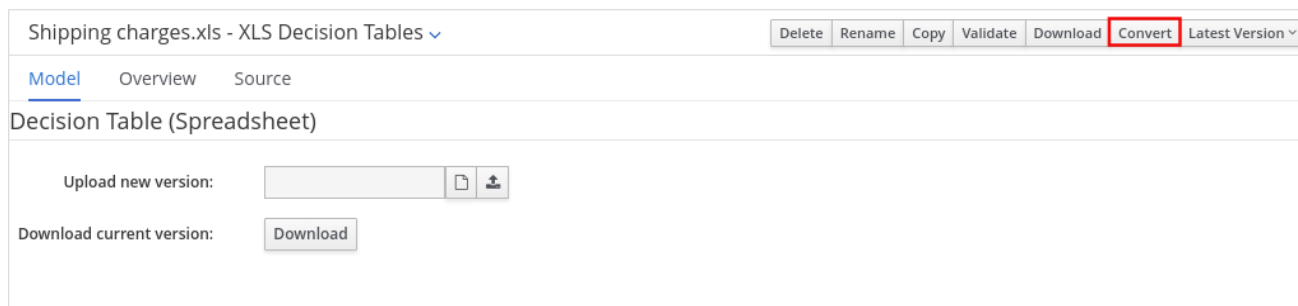 Shipping charges.xls - XLS Decision Tables
Delete Rename Copy Validate Download Convert Latest Version
Model Overview Source
Decision Table (Spreadsheet)
Upload new version:
Download current version: Download